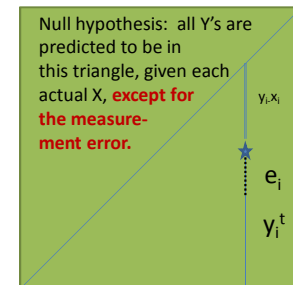 Null hypothesis:  all Y's are
predicted to be in
this triangle, given each
actual X, except for
the measure-
ment error.
yᵢ-xᵢ
eᵢ
yᵢᵗ